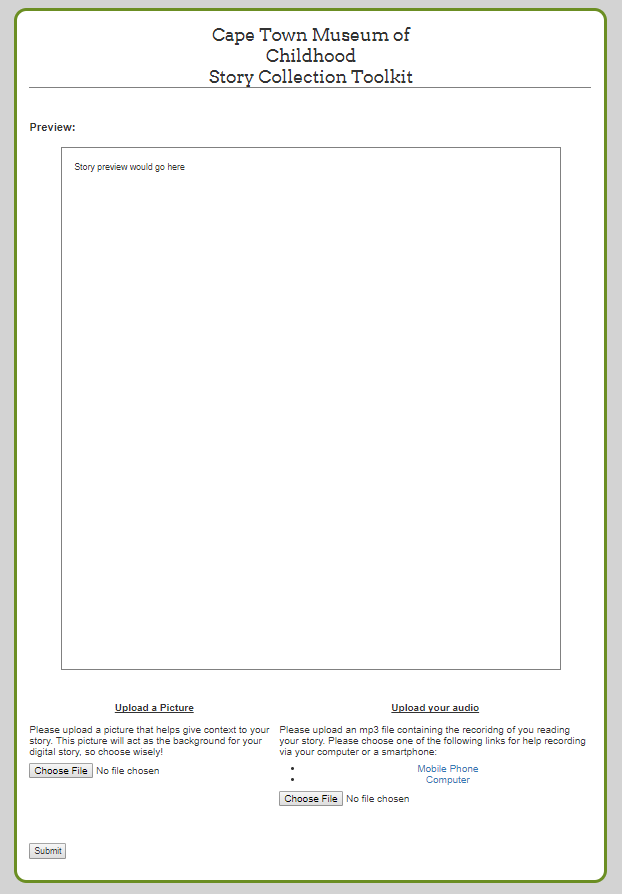 Cape Town Museum of
Childhood
Story Collection Toolkit
Preview:
Story preview would go here
Upload a Picture
Please upload a picture that helps give context to your
story. This picture will act as the background for your
digital story, so choose wisely!
Choose File No file chosen
Upload your audio
Please upload an mp3 file containing the recoridng of you reading
your story. Please choose one of the following links for help recording
via your computer or a smartphone:
Mobile Phone
Computer
Choose File No file chosen
Submit